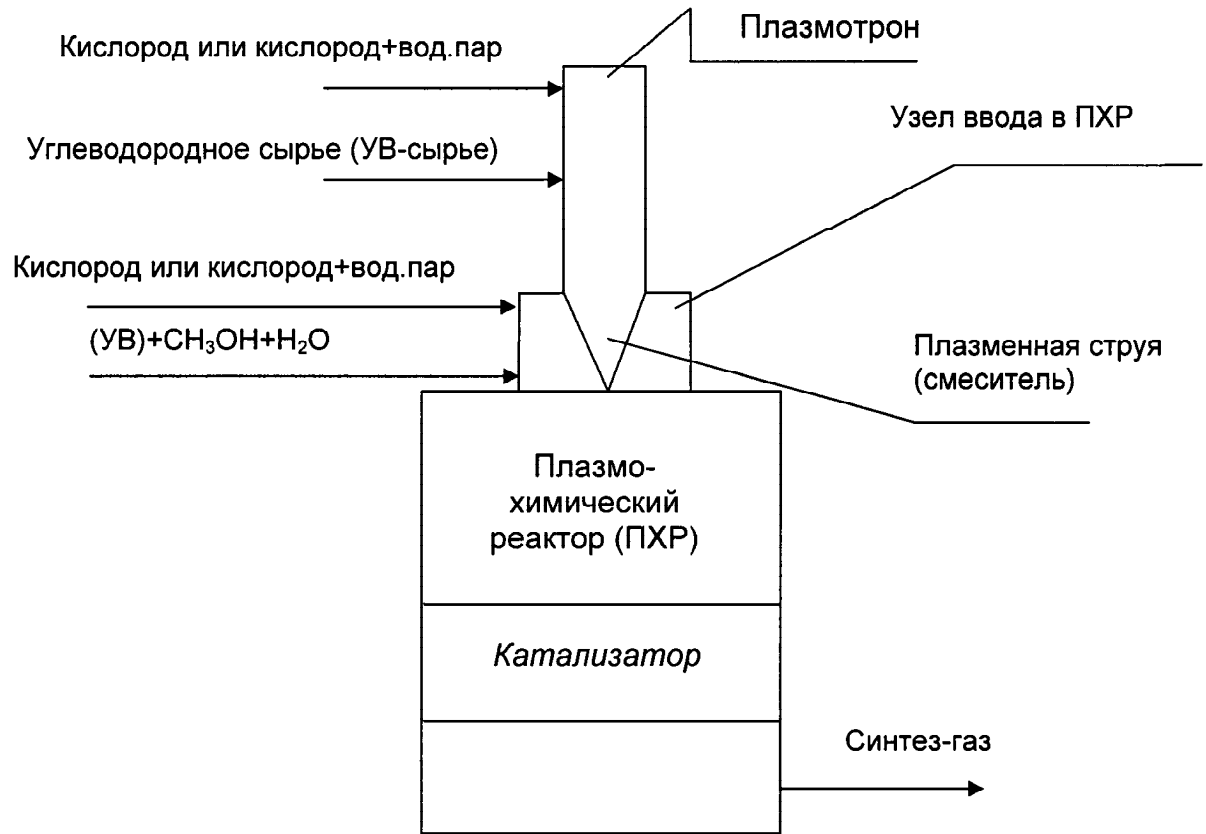 Кислород или кислород+вод.пар
Плазмотрон
Узел ввода в ПХР
Углеводородное сырье (УВ-сырье)
Кислород или кислород+вод.пар
(УВ)+CH₃OH+H₂O
Плазменная струя
(смеситель)
Плазмо-
химический
реактор (ПХР)
Катализатор
Синтез-газ